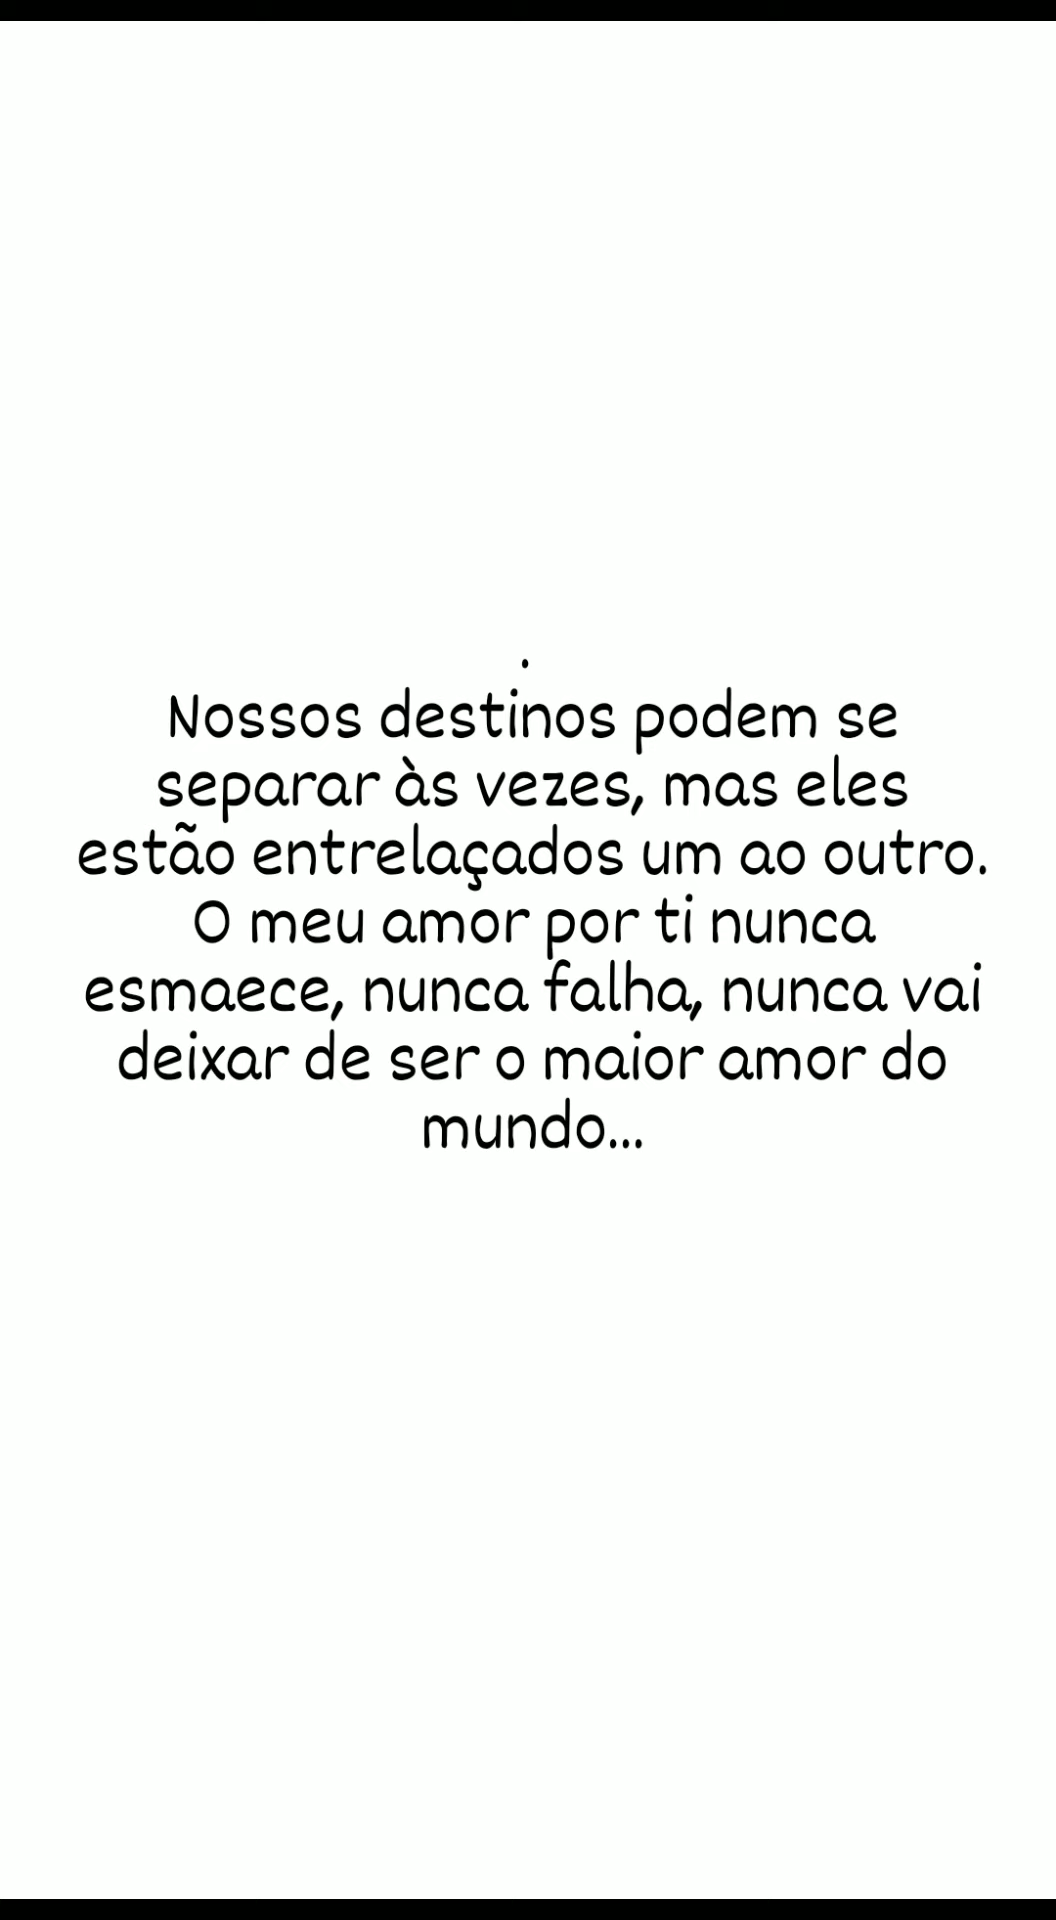 .
Nossos destinos podem se
separar às vezes, mas eles
estão entrelaçados um ao outro.
O meu amor por ti nunca
esmaece, nunca falha, nunca vai
deixar de ser o maior amor do
mundo...